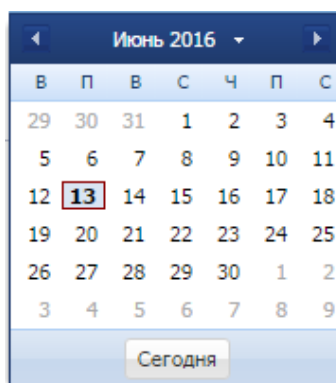 Июнь 2016
В П В С Ч П С
29 30 31 1 2 3 4
5 6 7 8 9 10 11
12 13 14 15 16 17 18
19 20 21 22 23 24 25
26 27 28 29 30 1 2
3 4 5 6 7 8 9
Сегодня